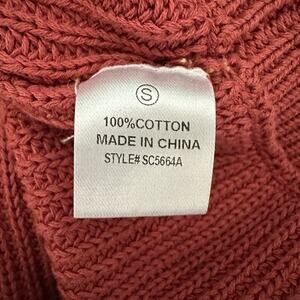 S
100%COTTON
MADE IN CHINA
STYLE# SC5664A